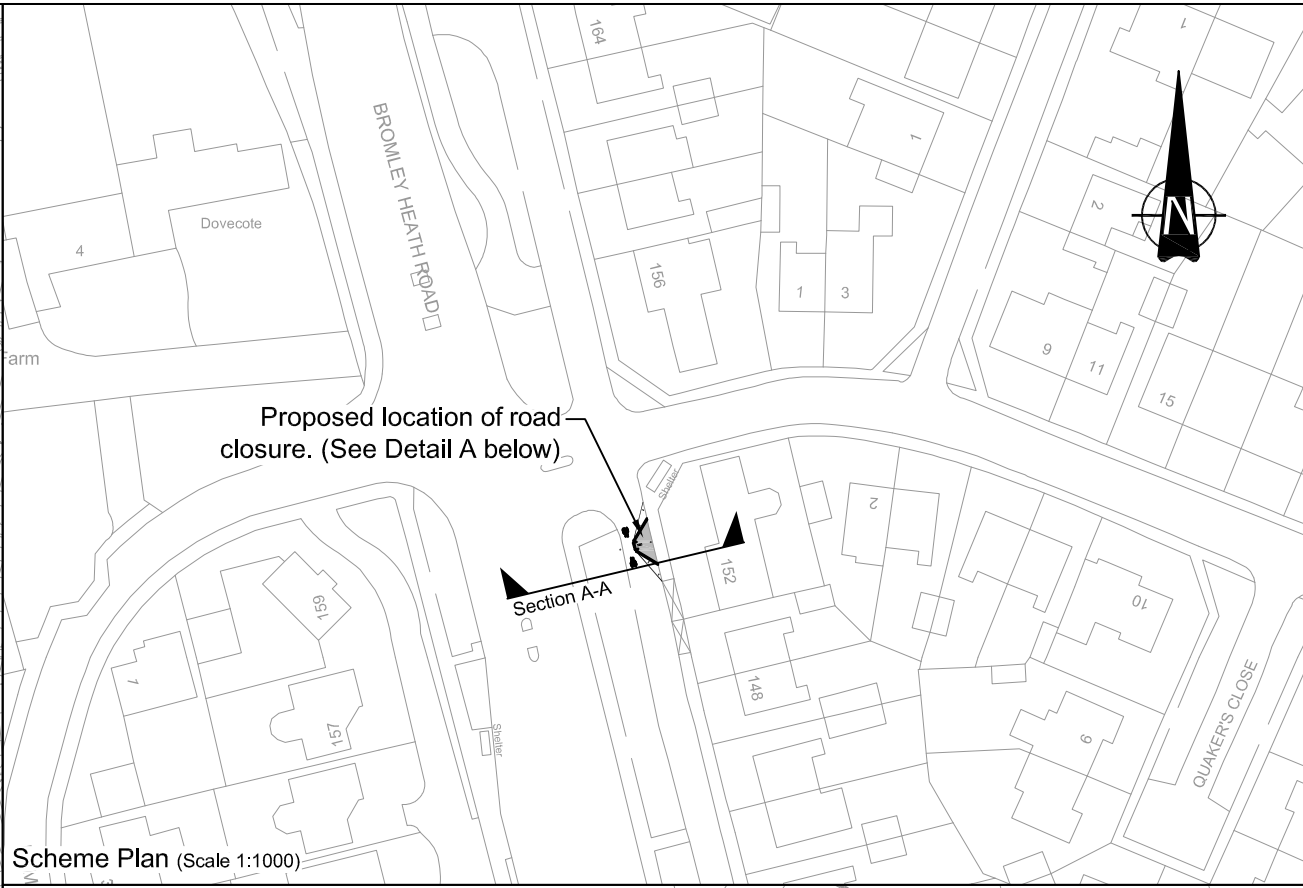 164
1
BROMLEY HEATH ROAD
1
N
Dovecote
2
4
156
1
3
Farm
9
11
15
Proposed location of road
closure. (See Detail A below)
Shelter
2
152
Section A-A
159
10
7
148
157
Shelter
9
QUAKER'S CLOSE
Scheme Plan (Scale 1:1000)